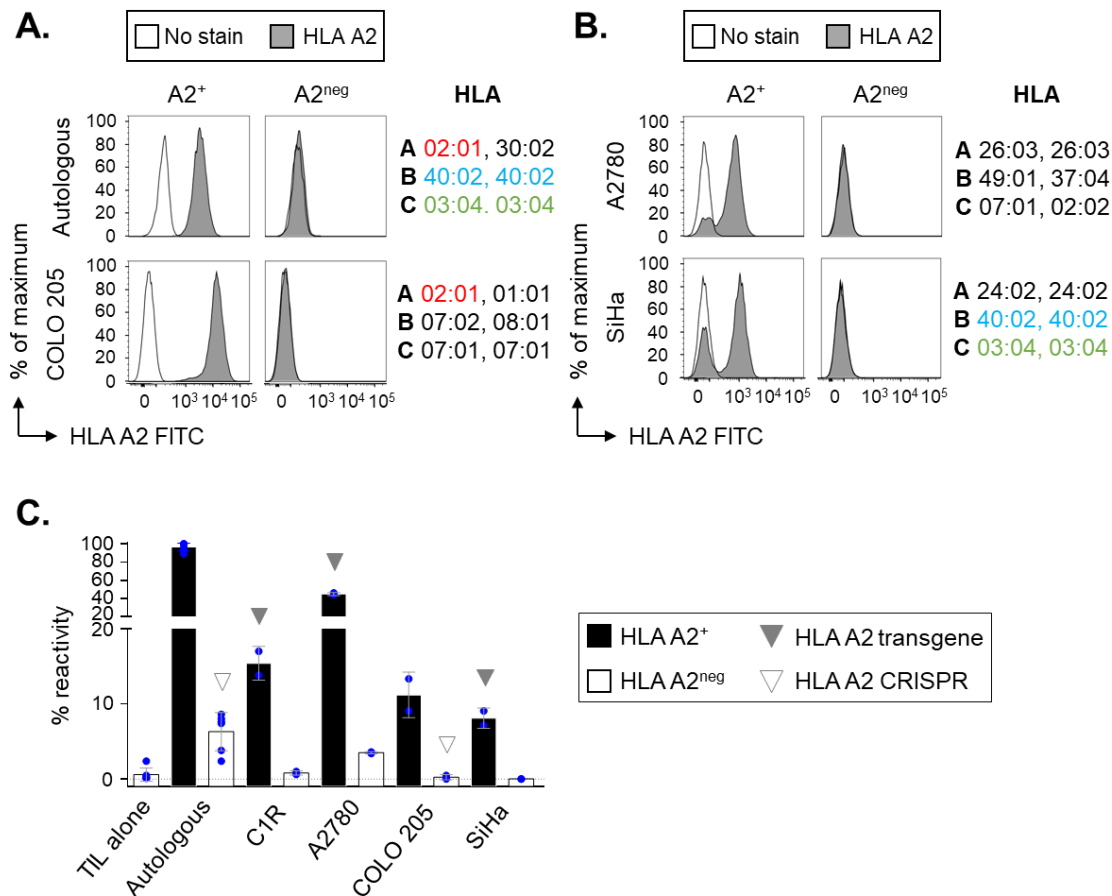 A.
No stain HLA A2
A2⁺ A2ⁿᵉᵍ HLA
Autologous
100
80
60
40
20
0
A 02:01, 30:02
B 40:02, 40:02
C 03:04. 03:04
COLO 205
100
80
60
40
20
0
A 02:01, 01:01
B 07:02, 08:01
C 07:01, 07:01
0 10³ 10⁴ 10⁵ 0 10³ 10⁴ 10⁵
% of maximum
HLA A2 FITC
B.
No stain HLA A2
A2⁺ A2ⁿᵉᵍ HLA
A2780
100
80
60
40
20
0
A 26:03, 26:03
B 49:01, 37:04
C 07:01, 02:02
SiHa
100
80
60
40
20
0
A 24:02, 24:02
B 40:02, 40:02
C 03:04, 03:04
0 10³ 10⁴ 10⁵ 0 10³ 10⁴ 10⁵
% of maximum
HLA A2 FITC
C.
% reactivity
100
80
60
40
20
20
10
0
TIL alone
Autologous
C1R
A2780
COLO 205
SiHa
HLA A2⁺ HLA A2 transgene
HLA A2ⁿᵉᵍ HLA A2 CRISPR